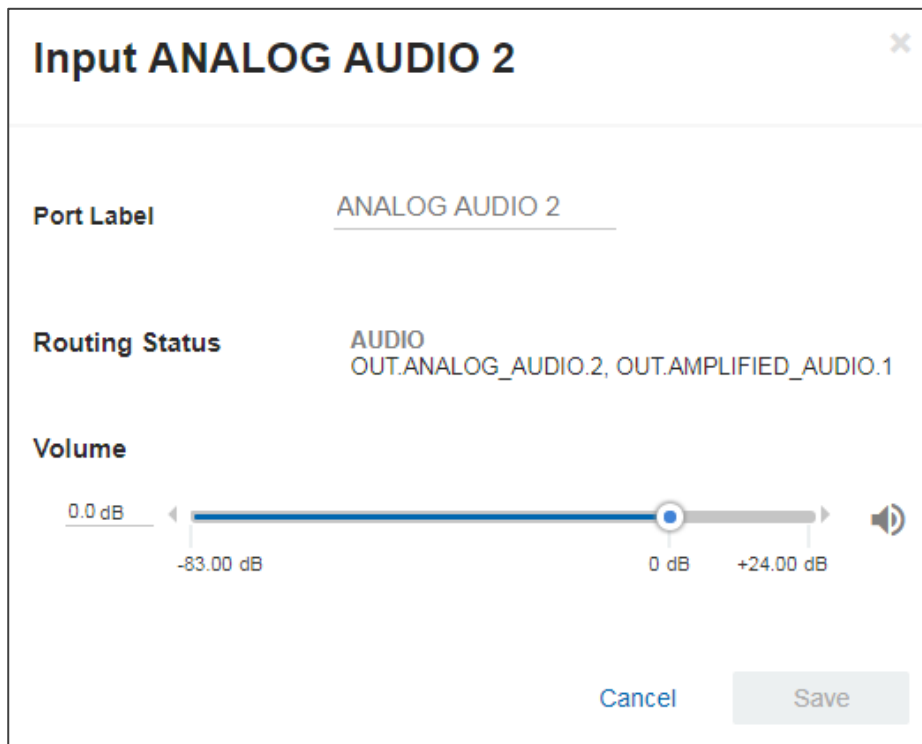 Input ANALOG AUDIO 2
Port Label
ANALOG AUDIO 2
Routing Status
AUDIO
OUT.ANALOG_AUDIO.2, OUT.AMPLIFIED_AUDIO.1
Volume
0.0 dB
-83.00 dB
0 dB
+24.00 dB
Cancel
Save